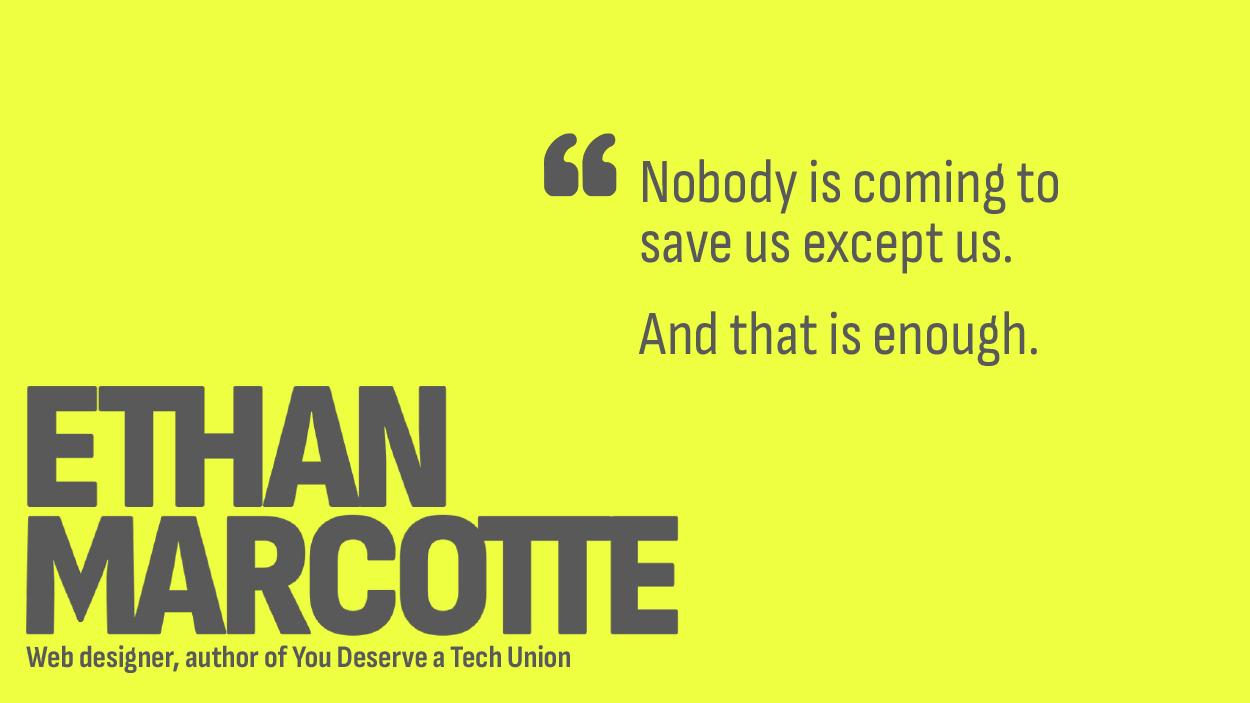 “Nobody is coming to
save us except us.
And that is enough.
ETHAN
MARCOTTE
Web designer, author of You Deserve a Tech Union